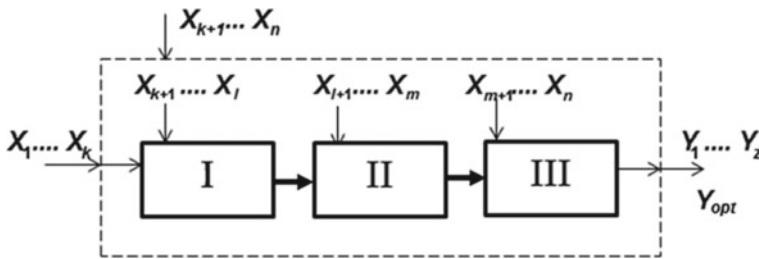 X_{k+1}... X_n
X_{k+1}.... X_l
X_{l+1}.... X_m
X_{m+1}.... X_n
X_1.... X_k
I
II
III
Y_1.... Y_z
Y_{opt}